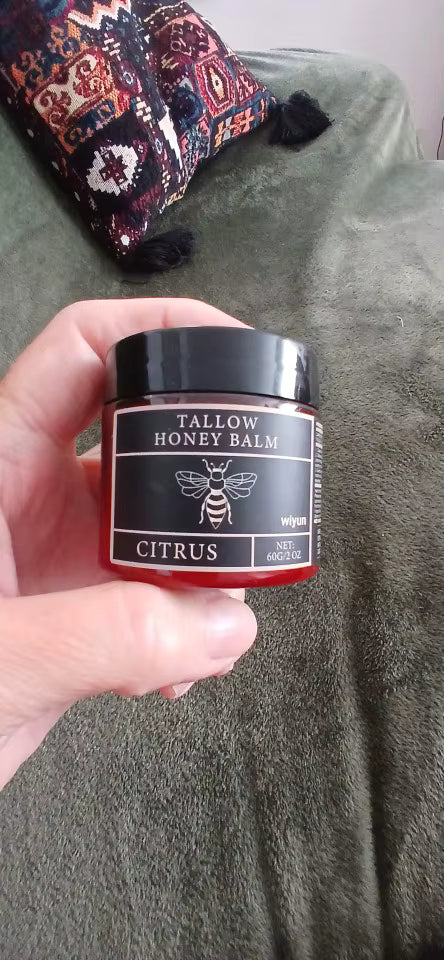 TALLOW
HONEY BALM
wiyun
CITRUS
NET:
60G/2 OZ